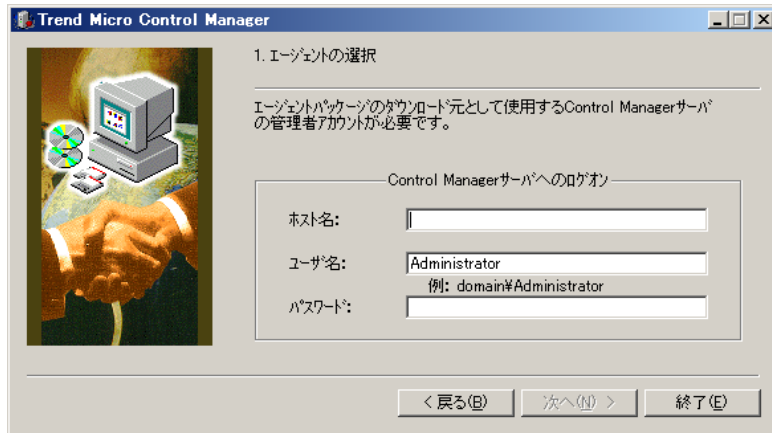 Trend Micro Control Manager
1. エージェントの選択
エージェントパッケージのダウンロード元として使用するControl Managerサーバ
の管理者アカウントが必要です。
Control Managerサーバへのログオン
ホスト名:
ユーザ名:
Administrator
例: domain¥Administrator
パスワード:
< 戻る(B)
次へ(N) >
終了(E)